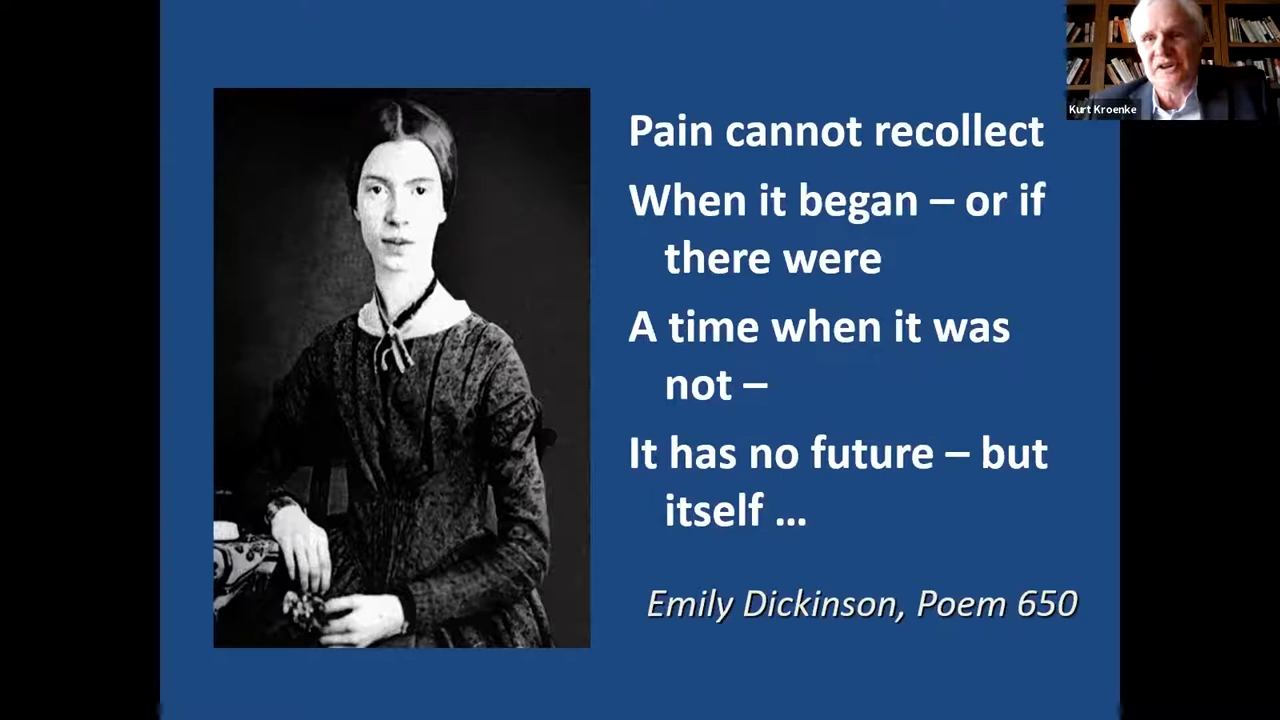 Kurt Kroenke
Pain cannot recollect
When it began – or if
there were
A time when it was
not –
It has no future – but
itself ...
Emily Dickinson, Poem 650